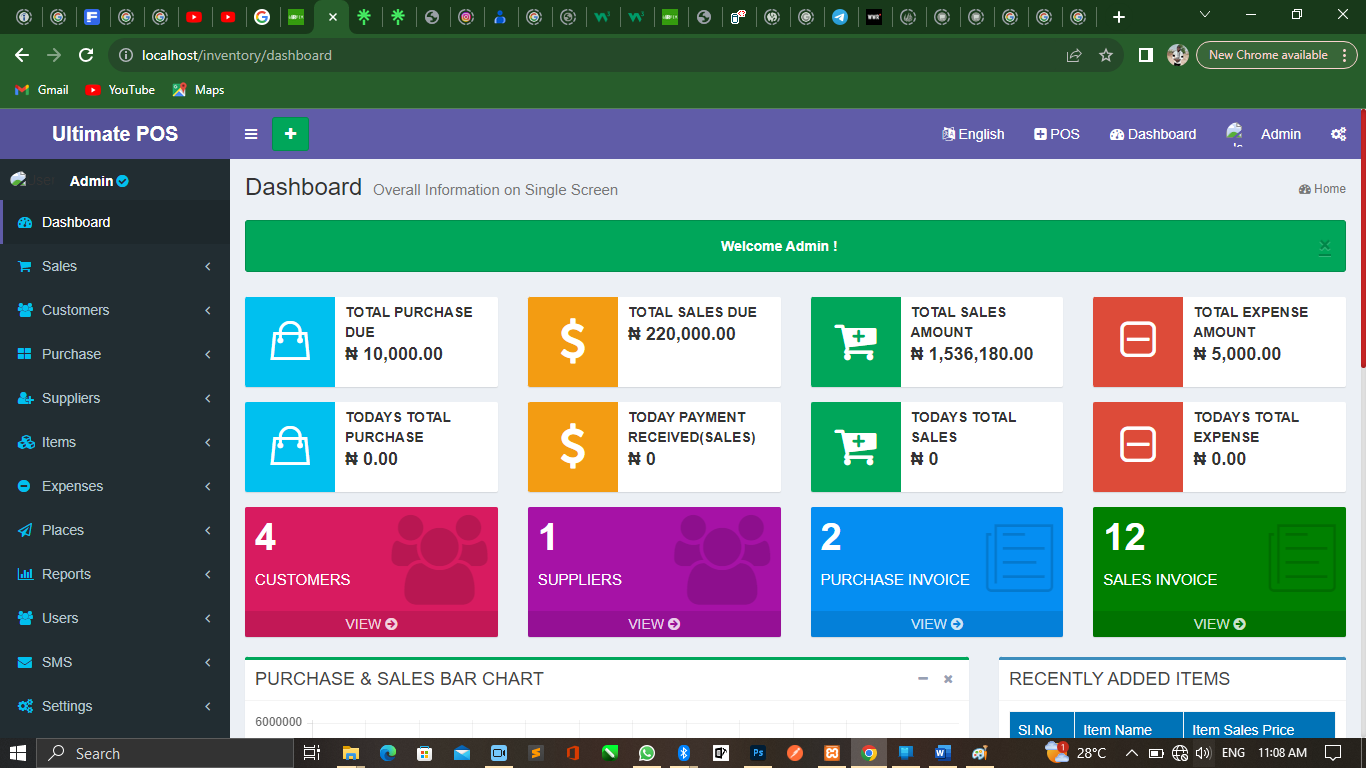 localhost/inventory/dashboard
New Chrome available
Gmail YouTube Maps
Ultimate POS
English POS Dashboard Admin
Admin
Dashboard Overall Information on Single Screen
Home
Dashboard
Welcome Admin !
Sales
Customers
Purchase
Suppliers
Items
Expenses
Places
Reports
Users
SMS
Settings
TOTAL PURCHASE
DUE
₦ 10,000.00
TOTAL SALES DUE
₦ 220,000.00
TOTAL SALES
AMOUNT
₦ 1,536,180.00
TOTAL EXPENSE
AMOUNT
₦ 5,000.00
TODAYS TOTAL
PURCHASE
₦ 0.00
TODAY PAYMENT
RECEIVED(SALES)
₦ 0
TODAYS TOTAL
SALES
₦ 0
TODAYS TOTAL
EXPENSE
₦ 0.00
4
CUSTOMERS
VIEW
1
SUPPLIERS
VIEW
2
PURCHASE INVOICE
VIEW
12
SALES INVOICE
VIEW
PURCHASE & SALES BAR CHART
6000000
RECENTLY ADDED ITEMS
Sl.No Item Name Item Sales Price
Search
1 28°C ENG 11:08 AM